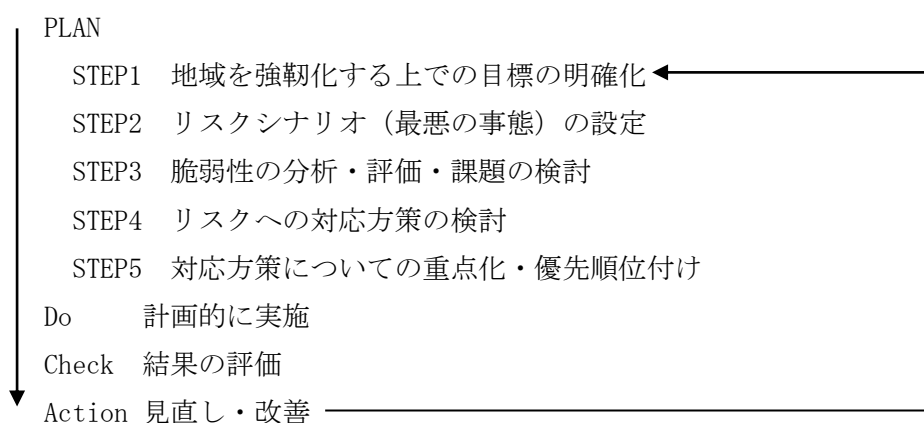 PLAN
STEP1 地域を強靭化する上での目標の明確化
STEP2 リスクシナリオ（最悪の事態）の設定
STEP3 脆弱性の分析・評価・課題の検討
STEP4 リスクへの対応方策の検討
STEP5 対応方策についての重点化・優先順位付け
Do 計画的に実施
Check 結果の評価
Action 見直し・改善